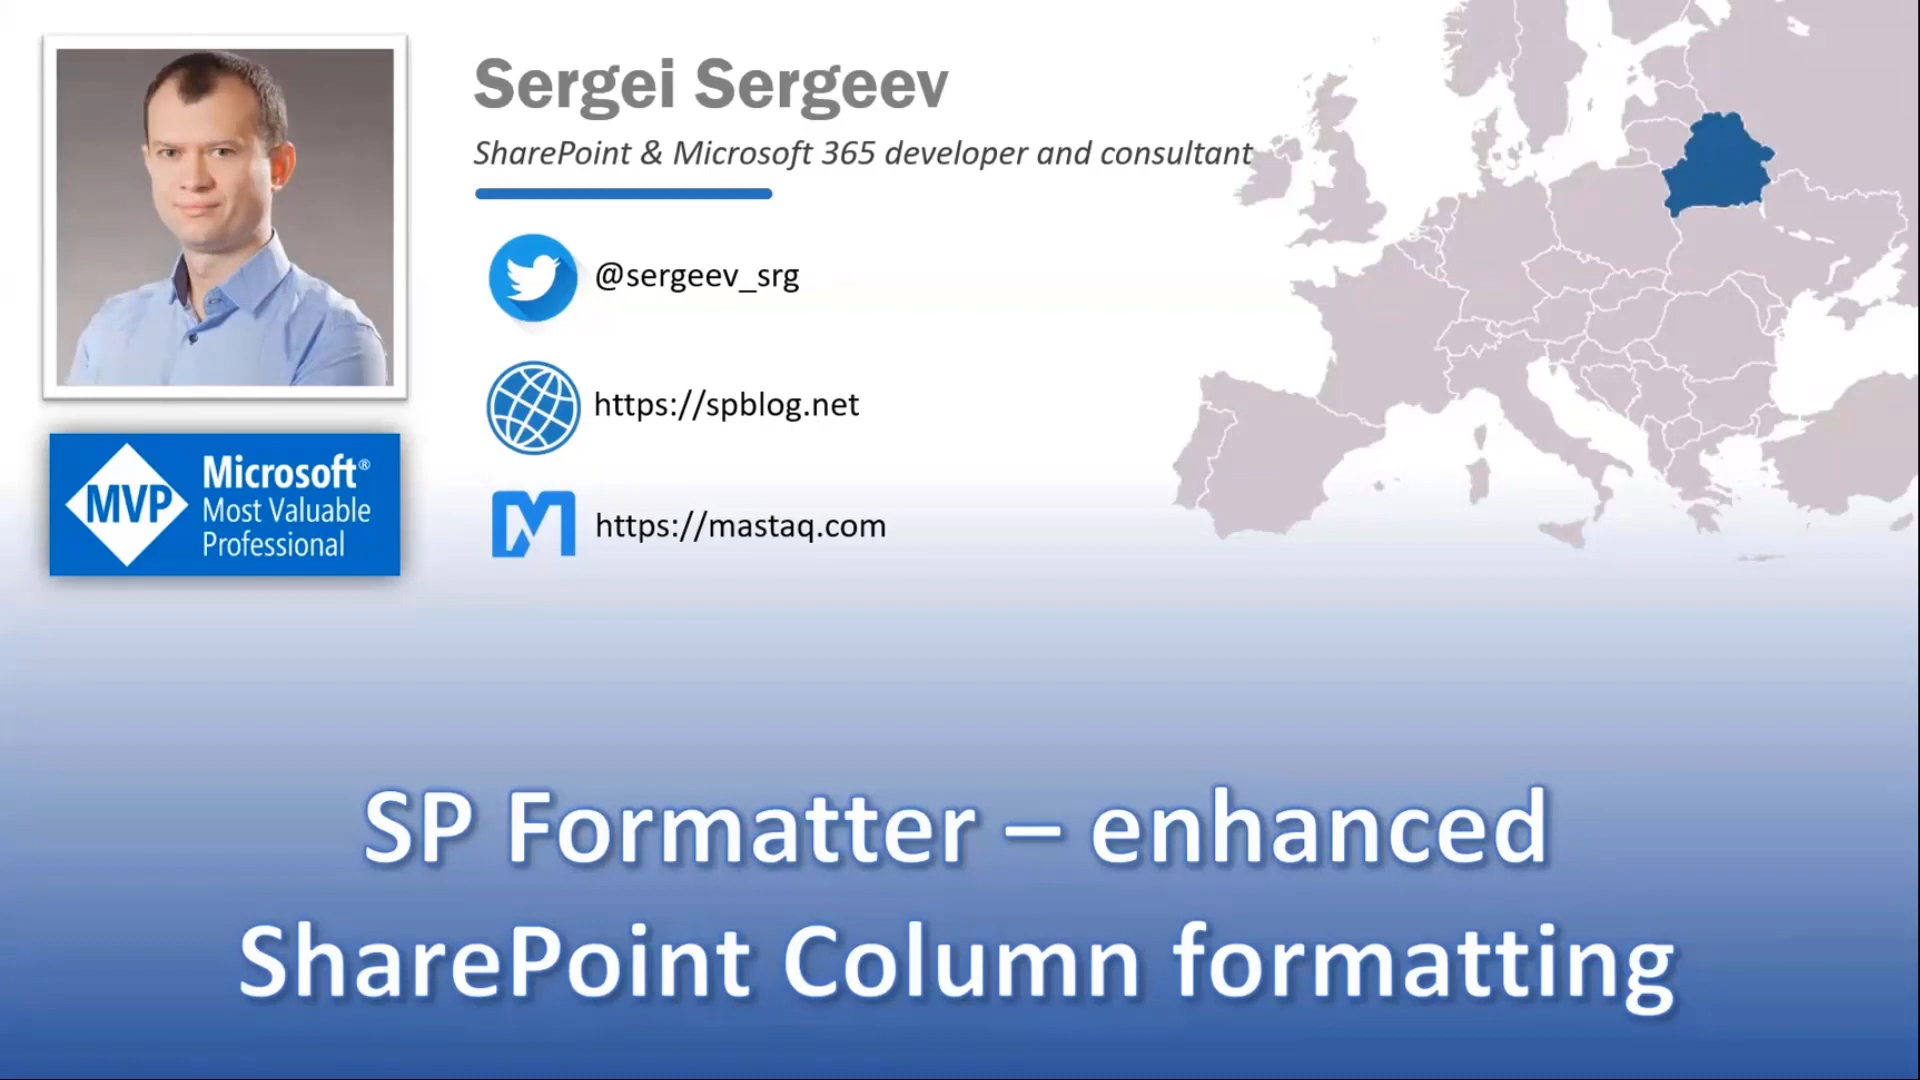 Sergei Sergeev
SharePoint & Microsoft 365 developer and consultant
@sergeev_srg
https://spblog.net
https://mastaq.com
MVP
Microsoft®
Most Valuable
Professional
SP Formatter – enhanced
SharePoint Column formatting